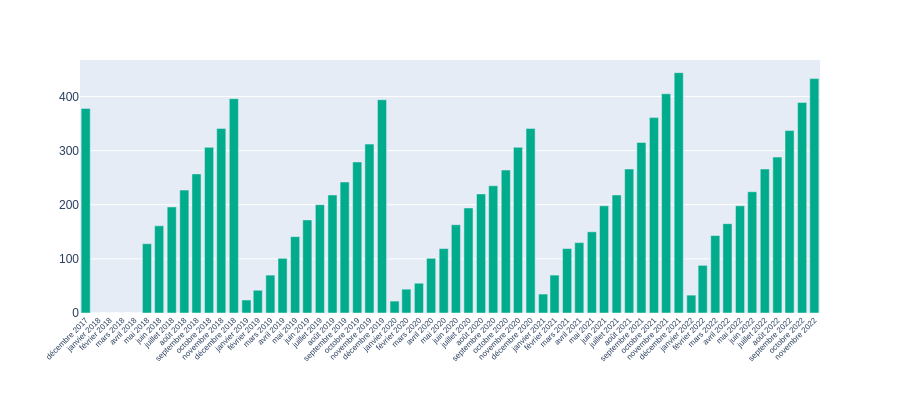 400
300
200
100
0
décembre 2017
janvier 2018
février 2018
mars 2018
avril 2018
mai 2018
juin 2018
juillet 2018
août 2018
septembre 2018
octobre 2018
novembre 2018
décembre 2018
janvier 2019
février 2019
mars 2019
avril 2019
mai 2019
juin 2019
juillet 2019
août 2019
septembre 2019
octobre 2019
novembre 2019
décembre 2019
janvier 2020
février 2020
mars 2020
avril 2020
mai 2020
juin 2020
juillet 2020
août 2020
septembre 2020
octobre 2020
novembre 2020
décembre 2020
janvier 2021
février 2021
mars 2021
avril 2021
mai 2021
juin 2021
juillet 2021
août 2021
septembre 2021
octobre 2021
novembre 2021
décembre 2021
janvier 2022
février 2022
mars 2022
avril 2022
mai 2022
juin 2022
juillet 2022
août 2022
septembre 2022
octobre 2022
novembre 2022